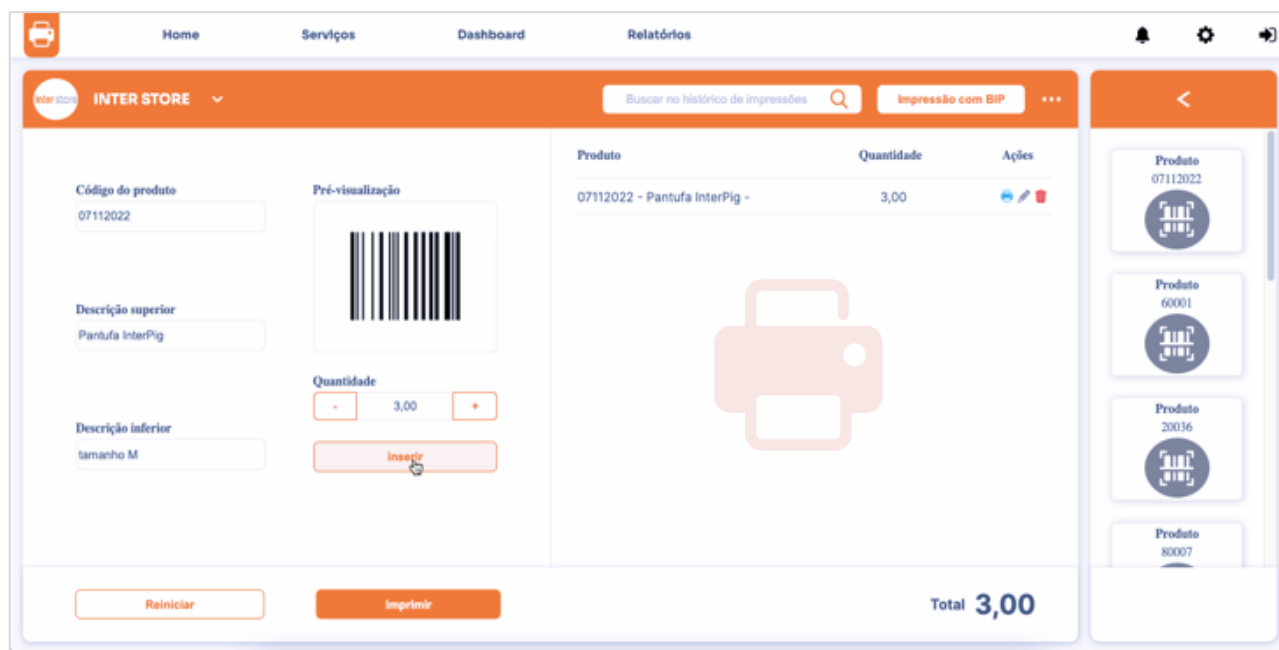 Home Serviços Dashboard Relatórios
inter store INTER STORE Buscar no histórico de impressões Impressão com BIP ...
Código do produto
07112022
Pré-visualização
Descrição superior
Pantufa InterPig
Quantidade
- 3,00 +
Descrição inferior
tamanho M
inserir
Produto Quantidade Ações
07112022 - Pantufa InterPig - 3,00
Reiniciar Imprimir Total 3,00
Produto
07112022
Produto
60001
Produto
20036
Produto
80007